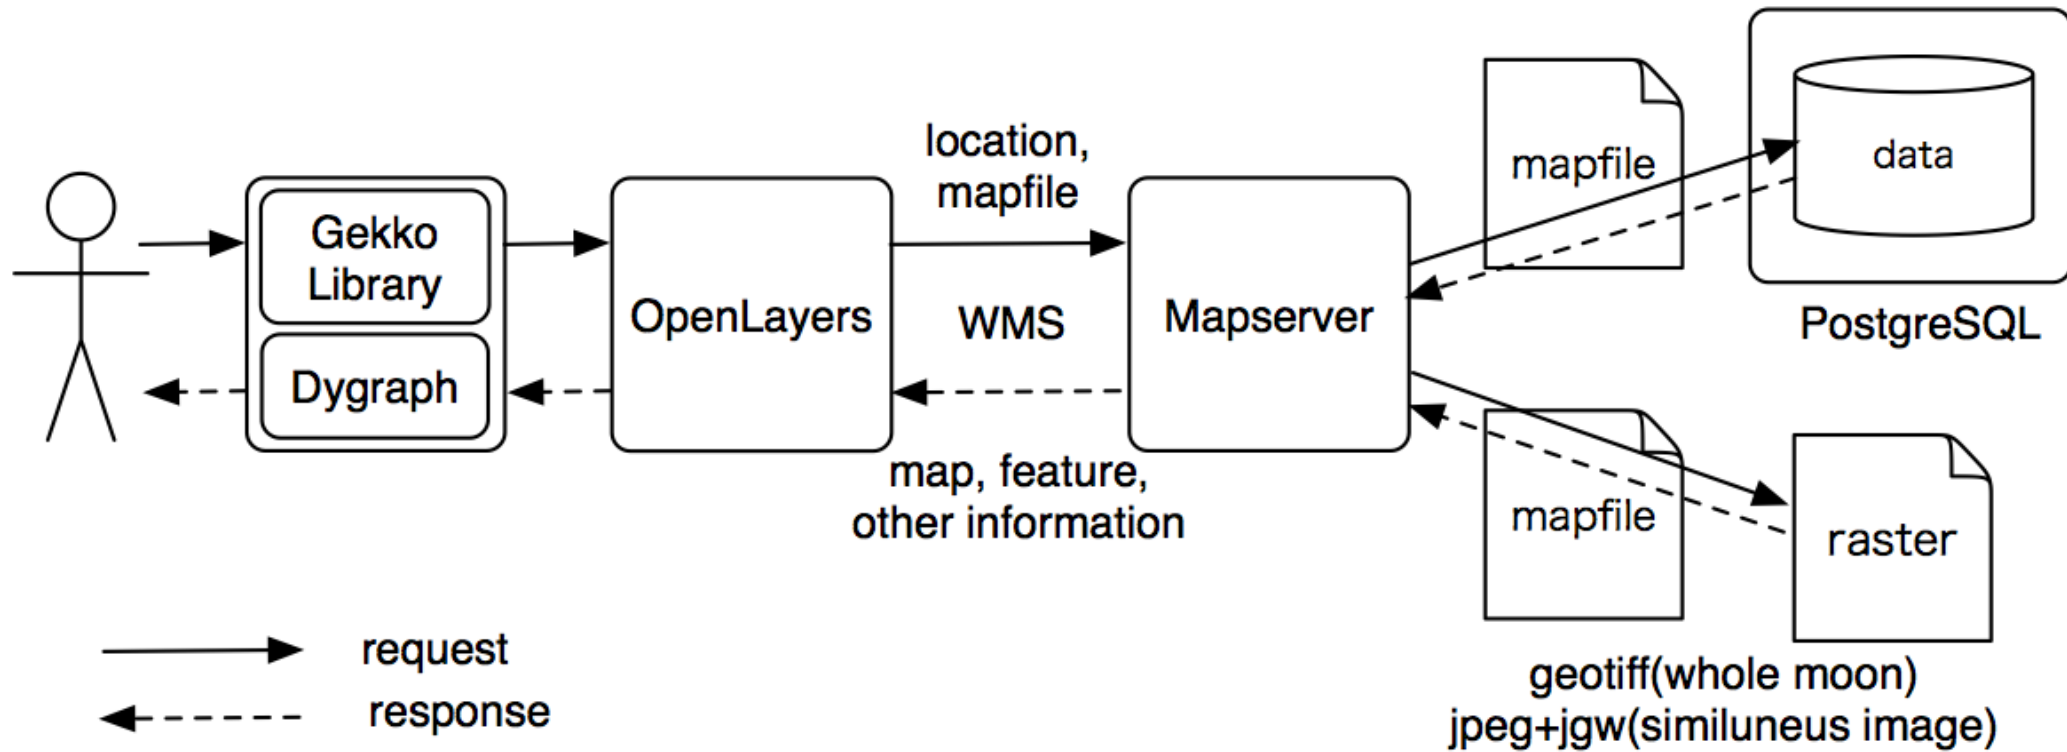 location,
mapfile
Gekko
Library
Dygraph
OpenLayers
WMS
Mapserver
map, feature,
other information
mapfile
data
PostgreSQL
mapfile
raster
geotiff(whole moon)
jpeg+jgw(similuneus image)
request
response